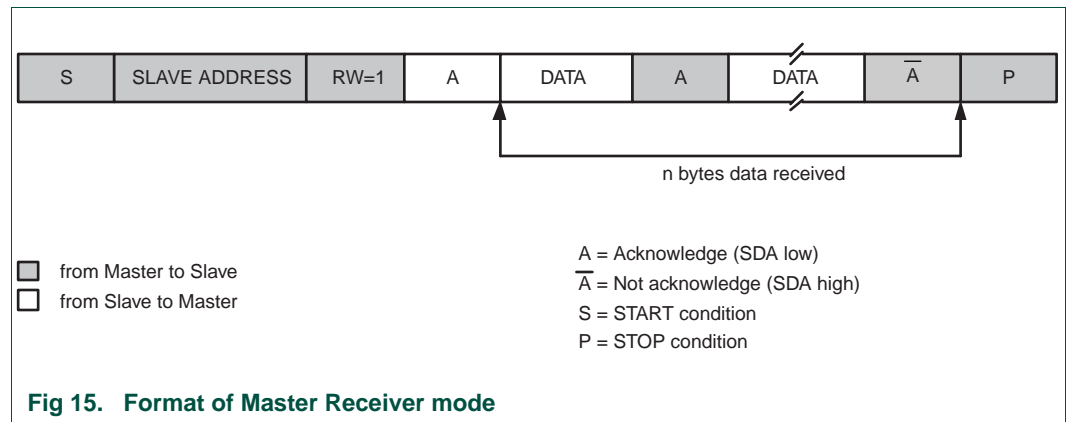 S SLAVE ADDRESS RW=1 A DATA A DATA A̅ P
n bytes data received
from Master to Slave
from Slave to Master
A = Acknowledge (SDA low)
A̅ = Not acknowledge (SDA high)
S = START condition
P = STOP condition
Fig 15. Format of Master Receiver mode